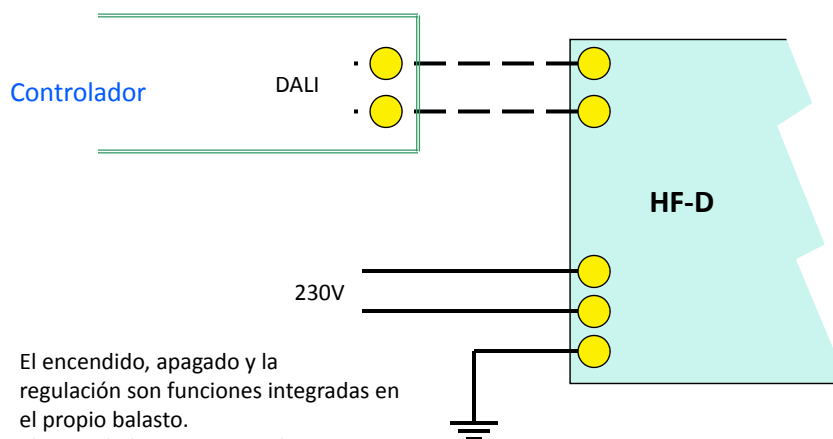 Controlador
DALI
HF-D
230V
El encendido, apagado y la
regulación son funciones integradas en
el propio balasto.